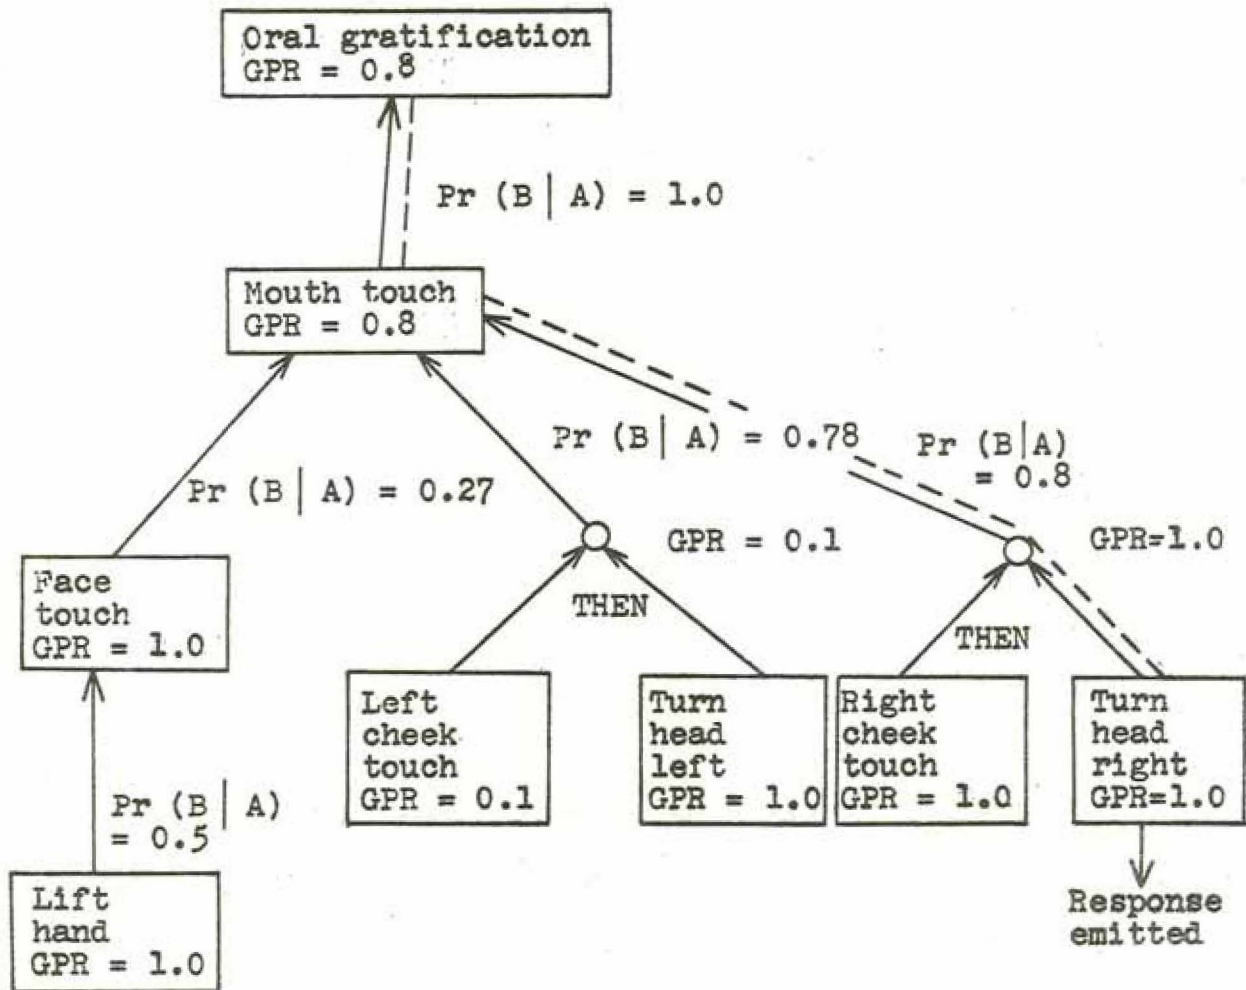 Oral gratification
GPR = 0.8
Pr (B | A) = 1.0
Mouth touch
GPR = 0.8
Pr (B | A) = 0.78
Pr (B|A)
= 0.8
Pr (B | A) = 0.27
GPR = 0.1
GPR=1.0
Face
touch
GPR = 1.0
THEN
THEN
Left
cheek
touch
GPR = 0.1
Turn
head
left
GPR = 1.0
Right
cheek
touch
GPR = 1.0
Turn
head
right
GPR=1.0
Pr (B | A)
= 0.5
Lift
hand
GPR = 1.0
Response
emitted